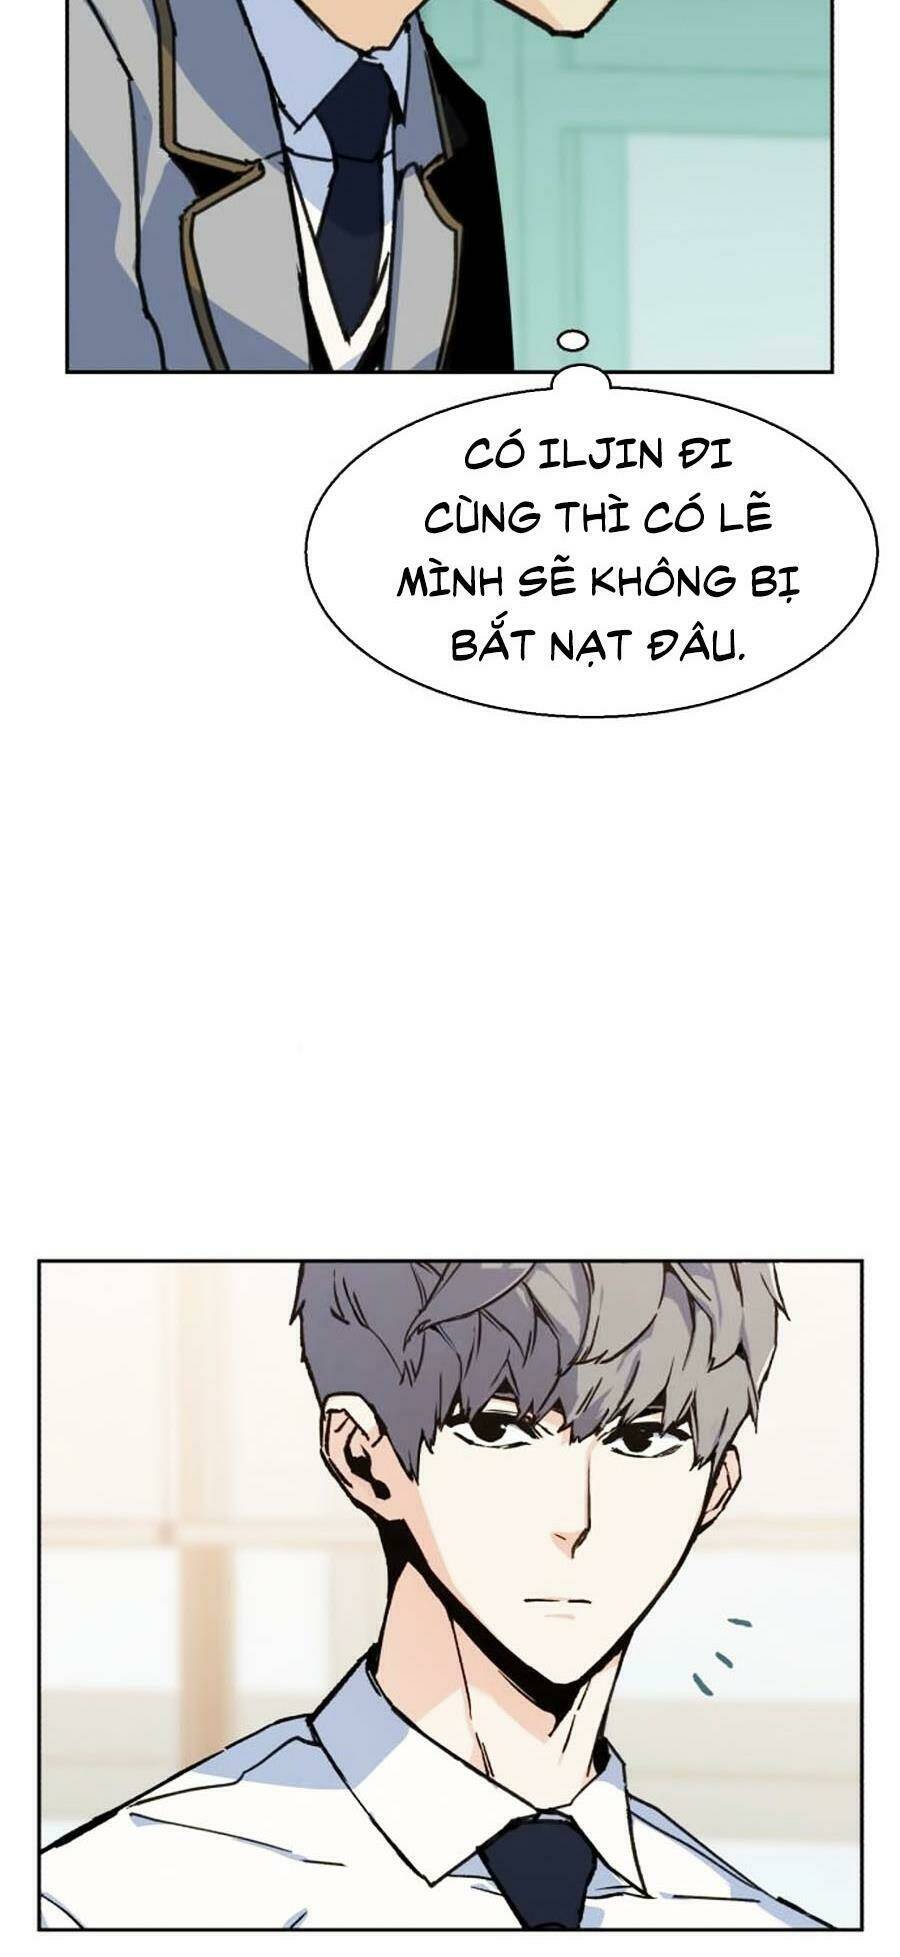 CÓ ILJIN ĐI
CÙNG THÌ CÓ LẼ
MÌNH SẼ KHÔNG BỊ
BẮT NẠT ĐÂU.